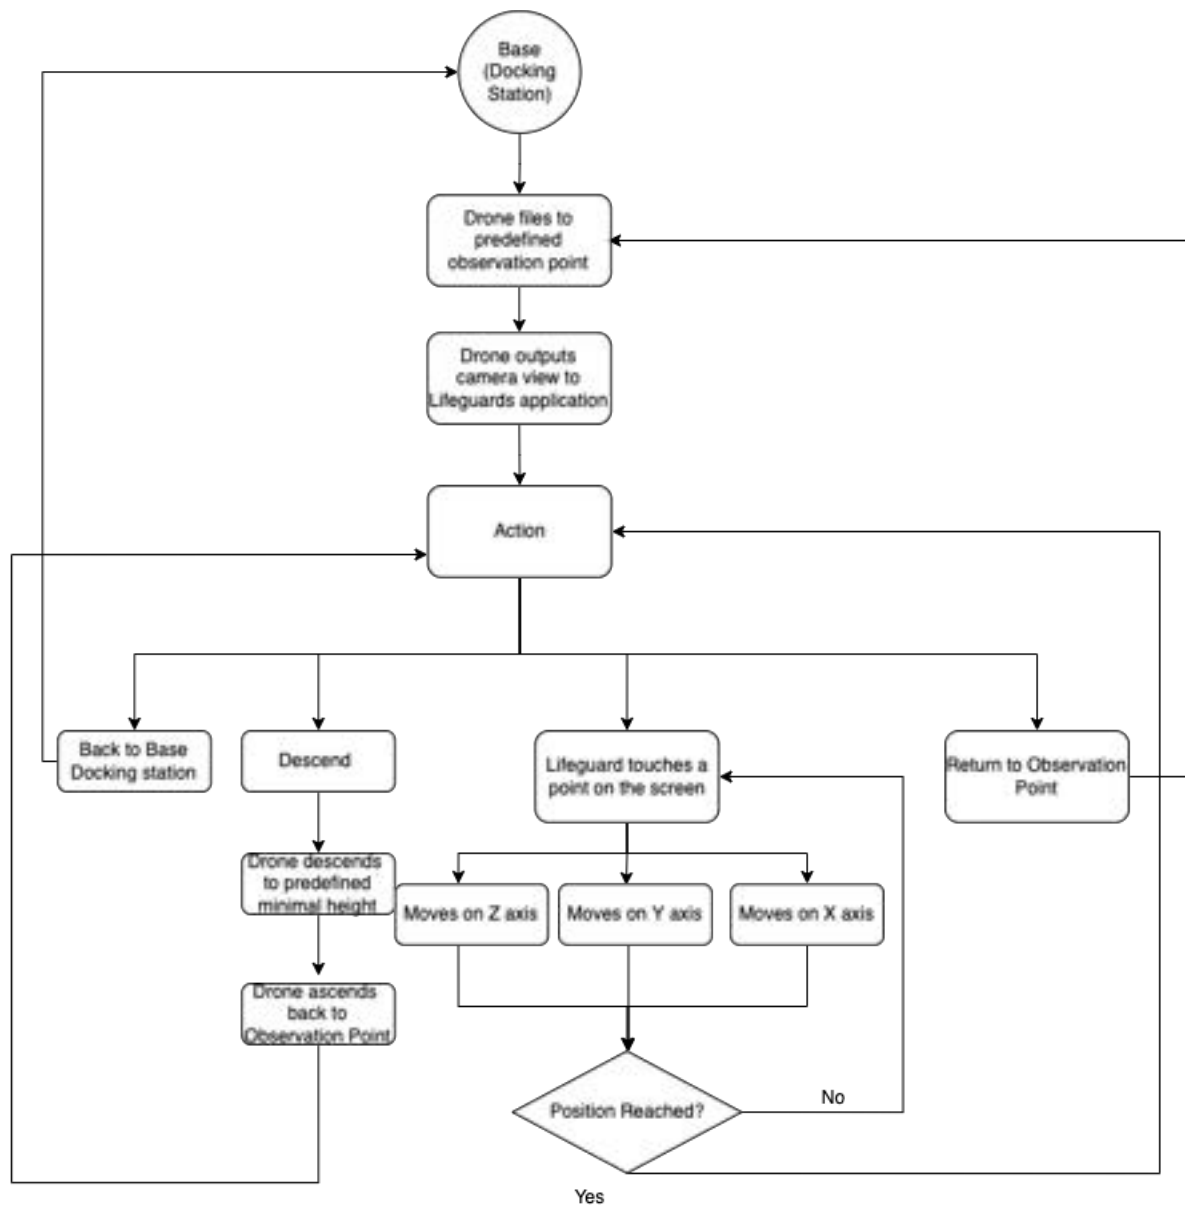 Base
(Docking
Station)
Drone files to
predefined
observation point
Drone outputs
camera view to
Lifeguards application
Action
Back to Base
Docking station
Descend
Lifeguard touches a
point on the screen
Return to Observation
Point
Drone descends
to predefined
minimal height
Moves on Z axis
Moves on Y axis
Moves on X axis
Drone ascends
back to
Observation Point
Position Reached?
No
Yes